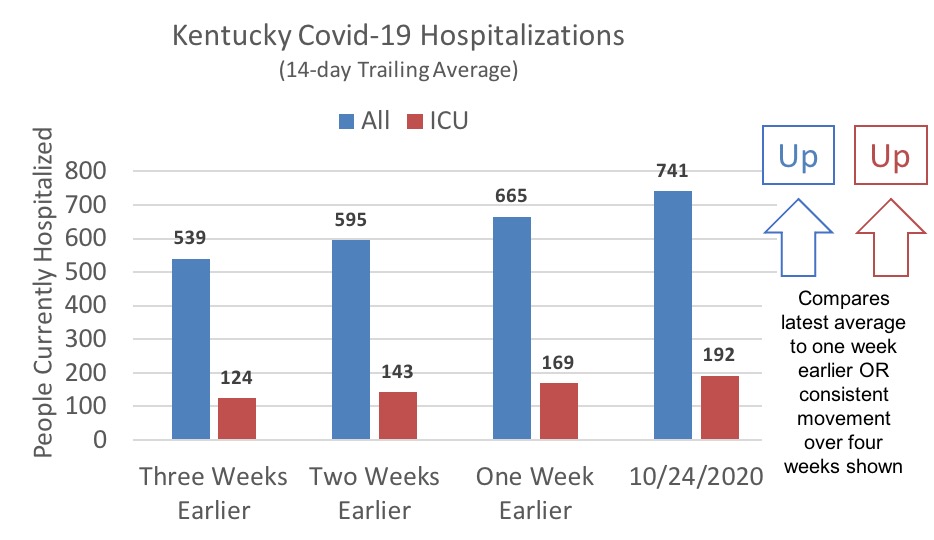 Kentucky Covid-19 Hospitalizations
(14-day Trailing Average)
All ICU
People Currently Hospitalized
800
700
600
500
400
300
200
100
0
539
124
595
143
665
169
741
192
Three Weeks
Earlier
Two Weeks
Earlier
One Week
Earlier
10/24/2020
Up
Up
Compares
latest average
to one week
earlier OR
consistent
movement
over four
weeks shown